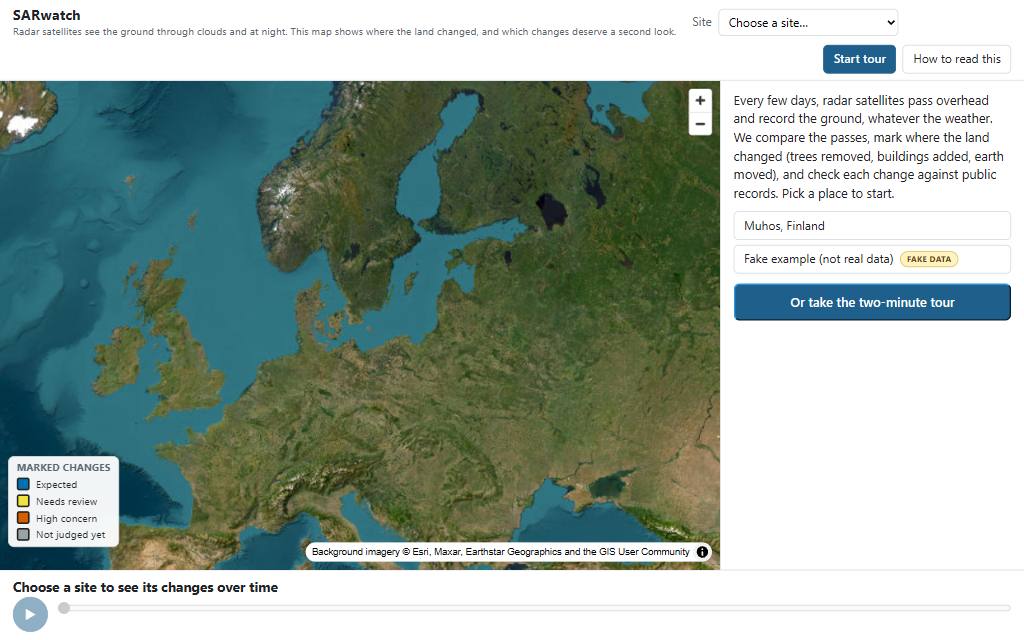 SARwatch
Radar satellites see the ground through clouds and at night. This map shows where the land changed, and which changes deserve a second look.
Site
Choose a site...
Start tour
How to read this
+
−
Every few days, radar satellites pass overhead
and record the ground, whatever the weather.
We compare the passes, mark where the land
changed (trees removed, buildings added, earth
moved), and check each change against public
records. Pick a place to start.
Muhos, Finland
Fake example (not real data) FAKE DATA
Or take the two-minute tour
MARKED CHANGES
Expected
Needs review
High concern
Not judged yet
Background imagery © Esri, Maxar, Earthstar Geographics and the GIS User Community
Choose a site to see its changes over time